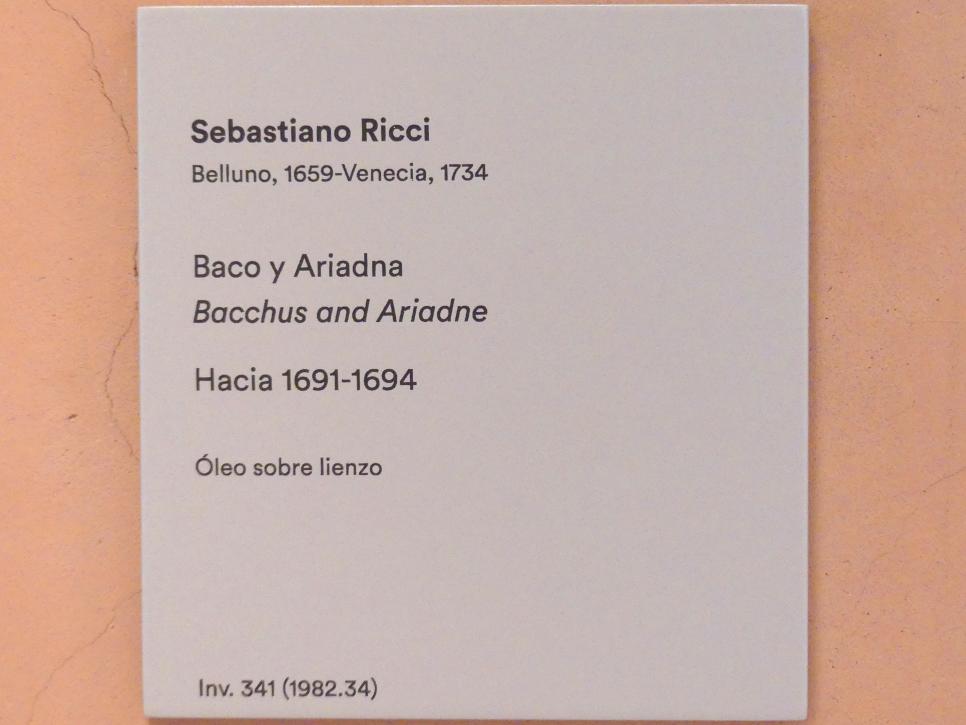 Sebastiano Ricci
Belluno, 1659-Venecia, 1734
Baco y Ariadna
Bacchus and Ariadne
Hacia 1691-1694
Óleo sobre lienzo
Inv. 341 (1982.34)